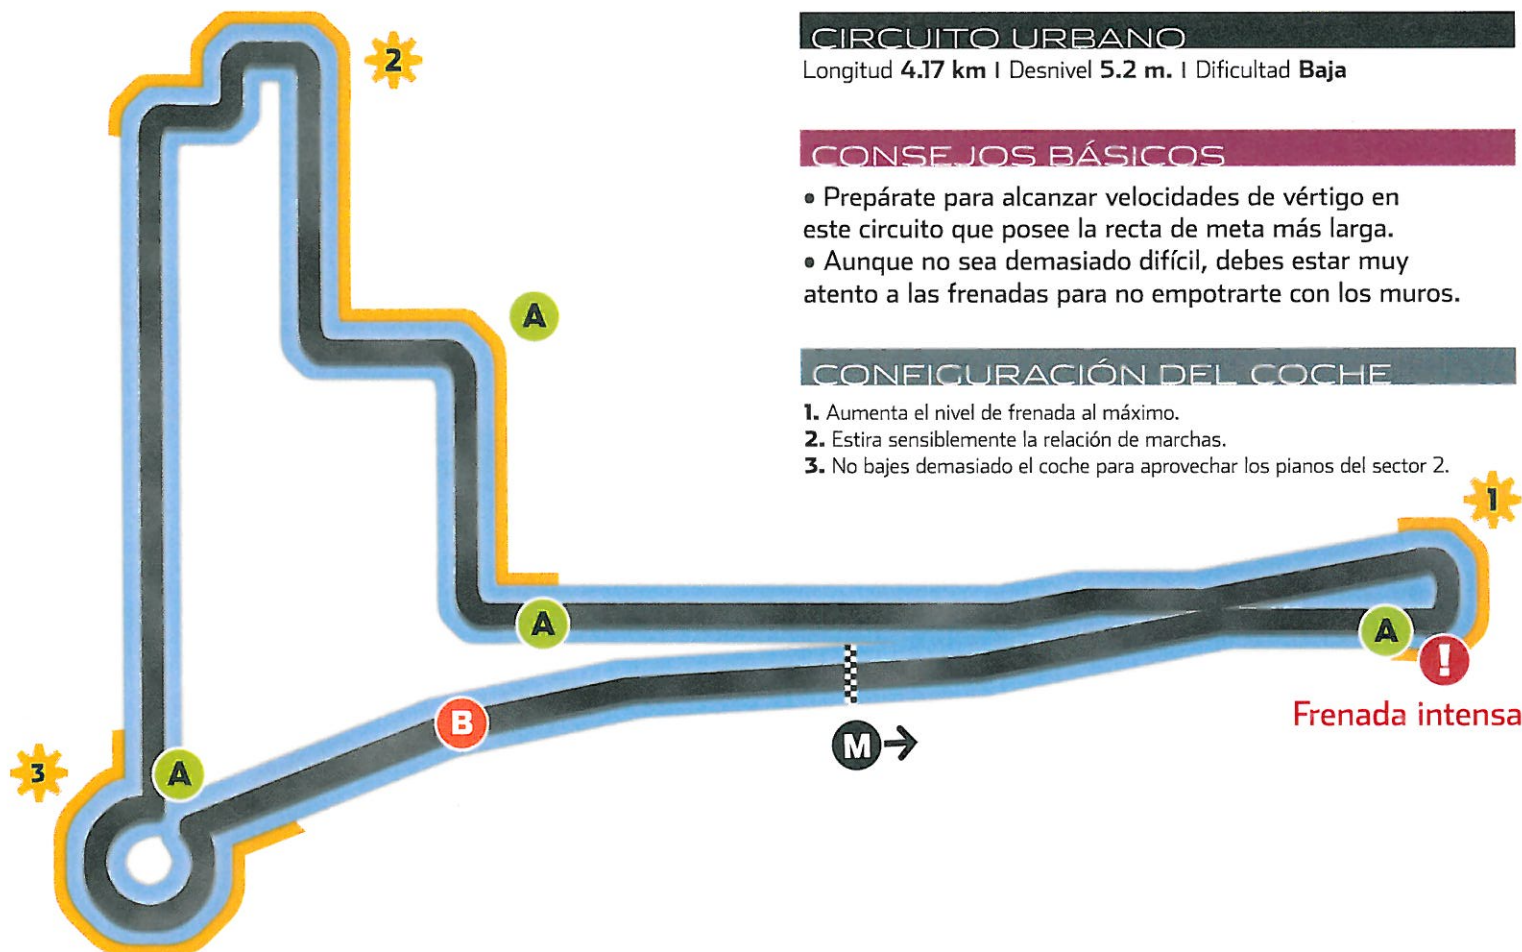 CIRCUITO URBANO
Longitud 4.17 km | Desnivel 5.2 m. | Dificultad Baja
CONSEJOS BÁSICOS
• Prepárate para alcanzar velocidades de vértigo en
este circuito que posee la recta de meta más larga.
• Aunque no sea demasiado difícil, debes estar muy
atento a las frenadas para no empotrarte con los muros.
CONFIGURACIÓN DEL COCHE
1. Aumenta el nivel de frenada al máximo.
2. Estira sensiblemente la relación de marchas.
3. No bajes demasiado el coche para aprovechar los pianos del sector 2.
2
A
1
A
A
!
Frenada intensa
B
M→
3
A